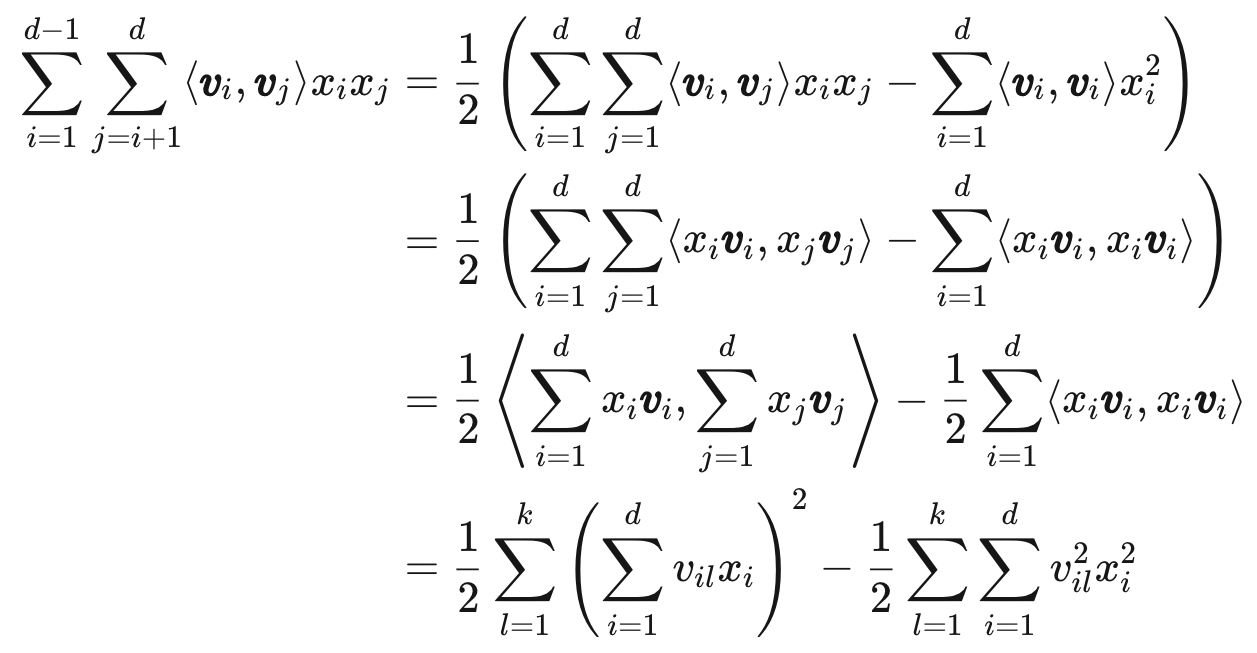 \sum_{i=1}^{d-1} \sum_{j=i+1}^{d} \langle \boldsymbol{v}_i, \boldsymbol{v}_j \rangle x_i x_j = \frac{1}{2} \left( \sum_{i=1}^{d} \sum_{j=1}^{d} \langle \boldsymbol{v}_i, \boldsymbol{v}_j \rangle x_i x_j - \sum_{i=1}^{d} \langle \boldsymbol{v}_i, \boldsymbol{v}_i \rangle x_i^2 \right)
= \frac{1}{2} \left( \sum_{i=1}^{d} \sum_{j=1}^{d} \langle x_i \boldsymbol{v}_i, x_j \boldsymbol{v}_j \rangle - \sum_{i=1}^{d} \langle x_i \boldsymbol{v}_i, x_i \boldsymbol{v}_i \rangle \right)
= \frac{1}{2} \left\langle \sum_{i=1}^{d} x_i \boldsymbol{v}_i, \sum_{j=1}^{d} x_j \boldsymbol{v}_j \right\rangle - \frac{1}{2} \sum_{i=1}^{d} \langle x_i \boldsymbol{v}_i, x_i \boldsymbol{v}_i \rangle
= \frac{1}{2} \sum_{l=1}^{k} \left( \sum_{i=1}^{d} v_{il} x_i \right)^2 - \frac{1}{2} \sum_{l=1}^{k} \sum_{i=1}^{d} v_{il}^2 x_i^2